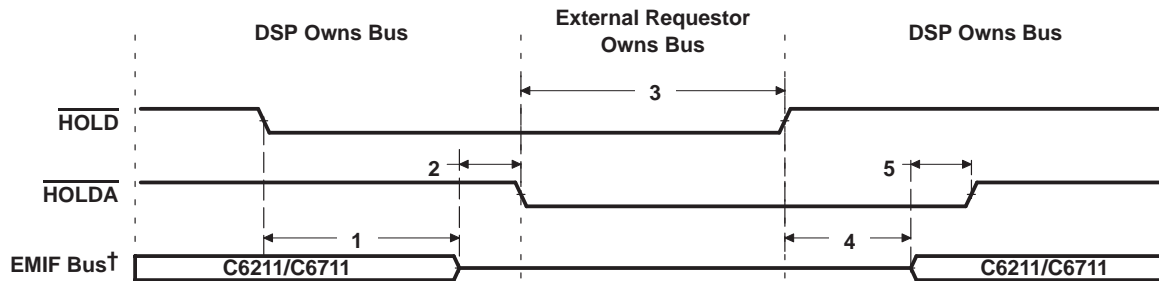 DSP Owns Bus
External Requestor
Owns Bus
DSP Owns Bus
3
HOLD
2
5
HOLDA
1
4
EMIF Bus†
C6211/C6711
C6211/C6711